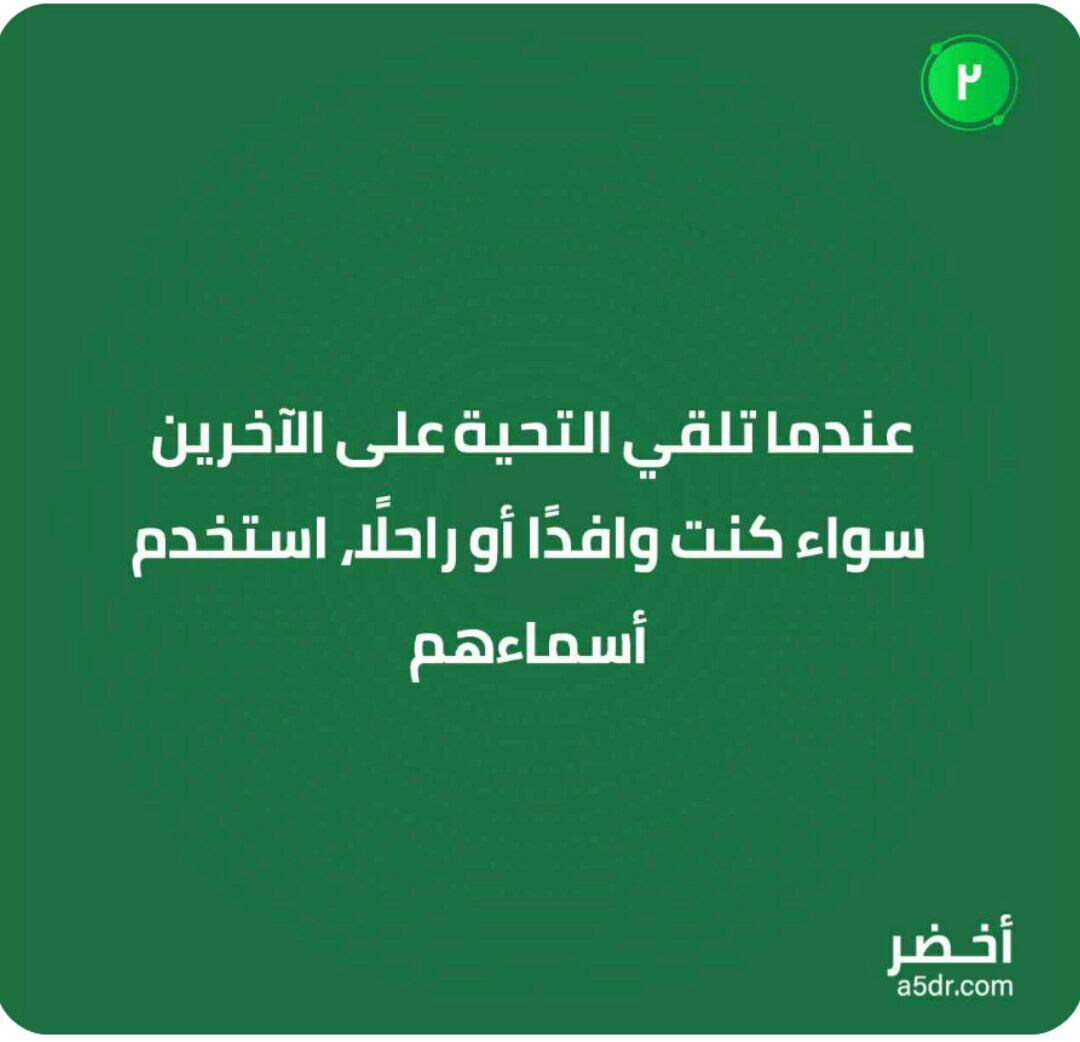 ٢
عندما تلقي التحية على الآخرين
سواء كنت وافدًا أو راحلًا، استخدم
أسماءهم
أخضر
a5dr.com